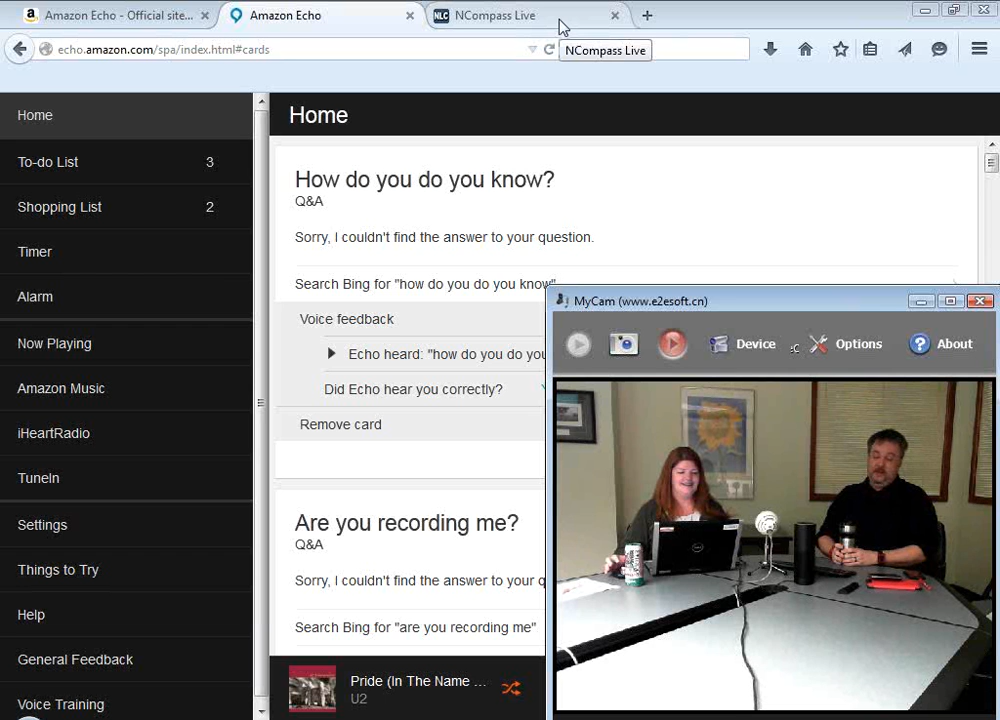 Amazon Echo - Official site...
Amazon Echo
NCompass Live
echo.amazon.com/spa/index.html#cards
NCompass Live
Home
To-do List 3
Shopping List 2
Timer
Alarm
Now Playing
Amazon Music
iHeartRadio
TuneIn
Settings
Things to Try
Help
General Feedback
Voice Training
Home
How do you do you know?
Q&A
Sorry, I couldn't find the answer to your question.
Search Bing for "how do you do you know"
Voice feedback
Echo heard: "how do you do you
Did Echo hear you correctly?
Remove card
Are you recording me?
Q&A
Sorry, I couldn't find the answer to your q
Search Bing for "are you recording me"
Pride (In The Name ...
U2
MyCam (www.e2esoft.cn)
Device :C Options About